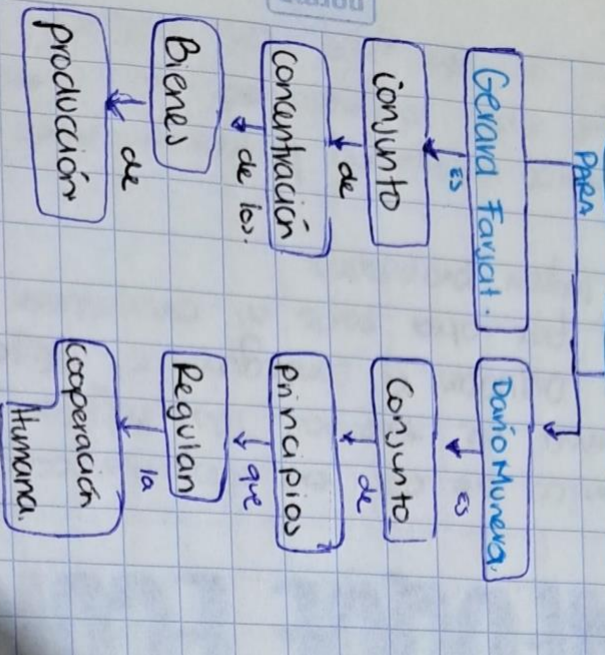 PARA
Gerard Farjat.
es
Conjunto
de
Concentración
de los.
Bienes
de
Producción
Darío Munera.
es
Conjunto
de
principios
que
Regulan
la
Cooperación
Humana.